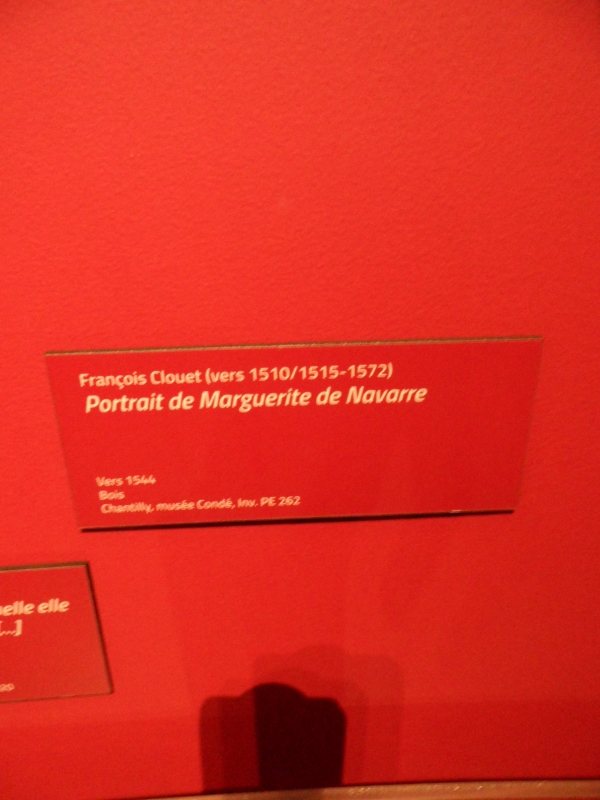 François Clouet (vers 1510/1515-1572)
Portrait de Marguerite de Navarre
Vers 1544
Bois
Chantilly, musée Condé, Inv. PE 262
elle
[...]